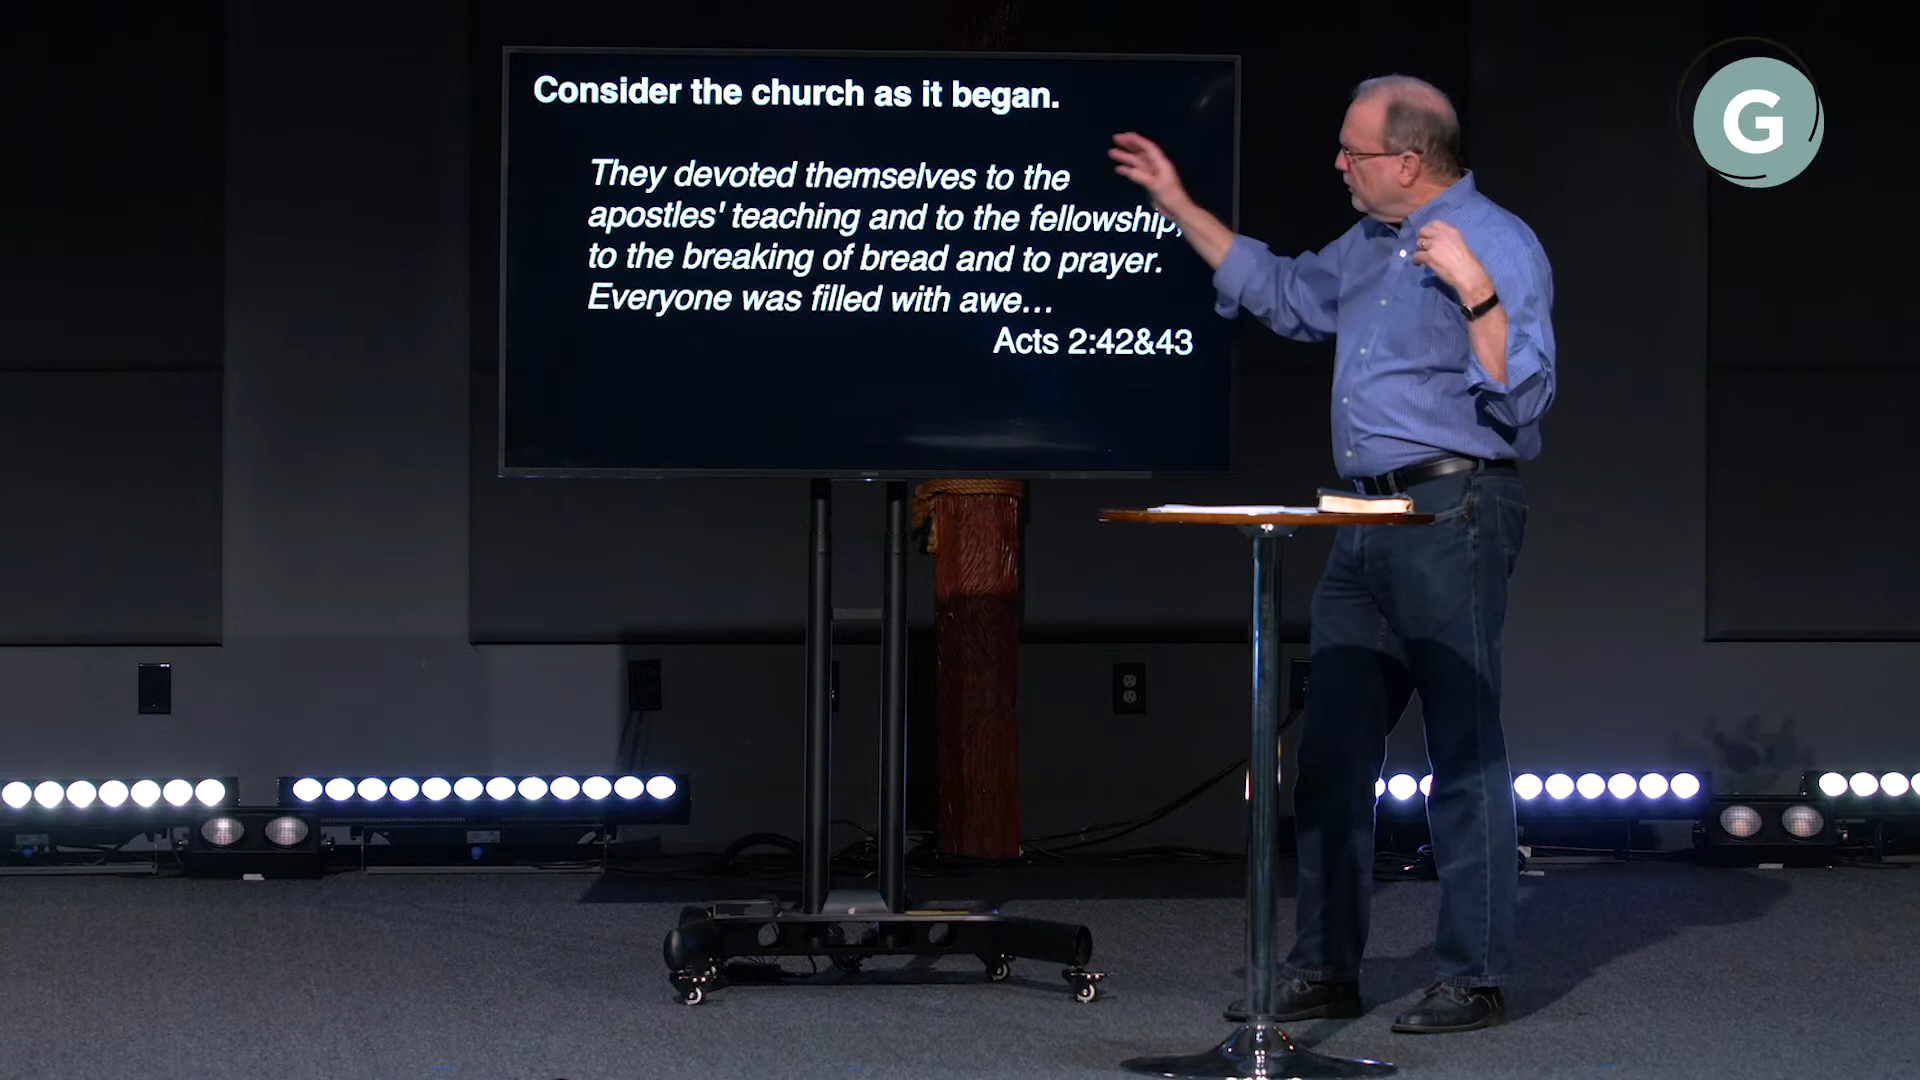 Consider the church as it began.
They devoted themselves to the
apostles' teaching and to the fellowship,
to the breaking of bread and to prayer.
Everyone was filled with awe…
Acts 2:42&43
G